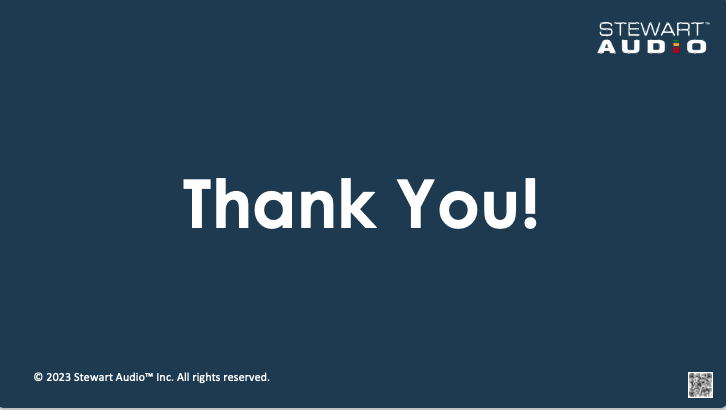 STEWART™
AUDIO
Thank You!
© 2023 Stewart Audio™ Inc. All rights reserved.